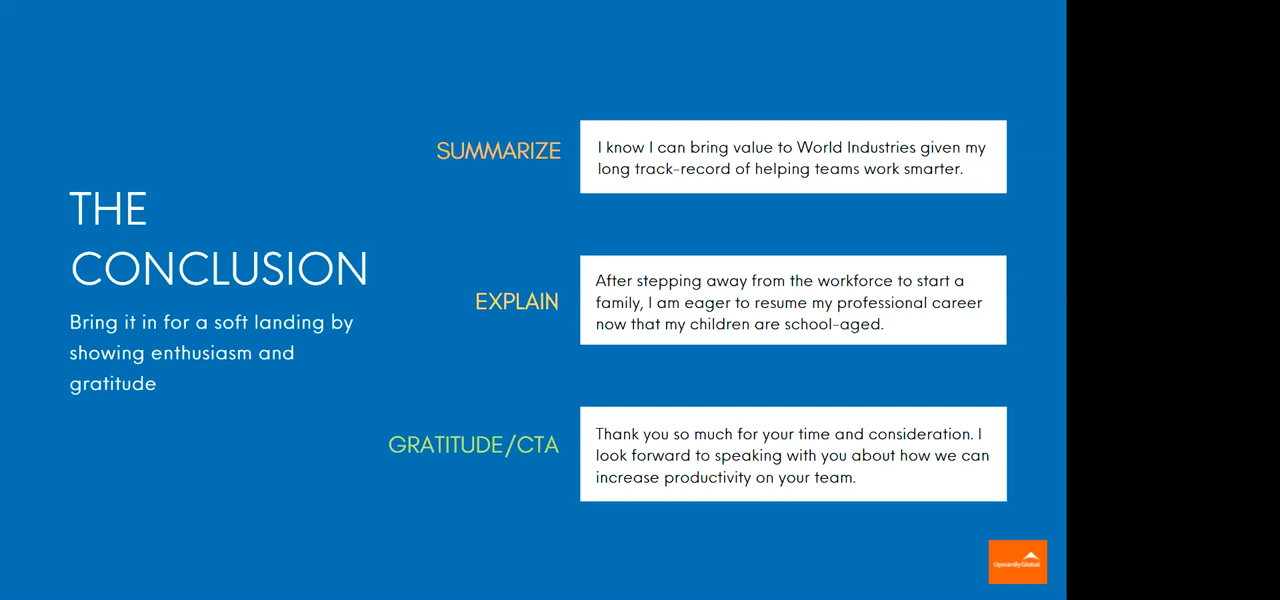 THE
CONCLUSION
Bring it in for a soft landing by
showing enthusiasm and
gratitude
SUMMARIZE
I know I can bring value to World Industries given my
long track-record of helping teams work smarter.
EXPLAIN
After stepping away from the workforce to start a
family, I am eager to resume my professional career
now that my children are school-aged.
GRATITUDE/CTA
Thank you so much for your time and consideration. I
look forward to speaking with you about how we can
increase productivity on your team.
UpwardlyGlobal